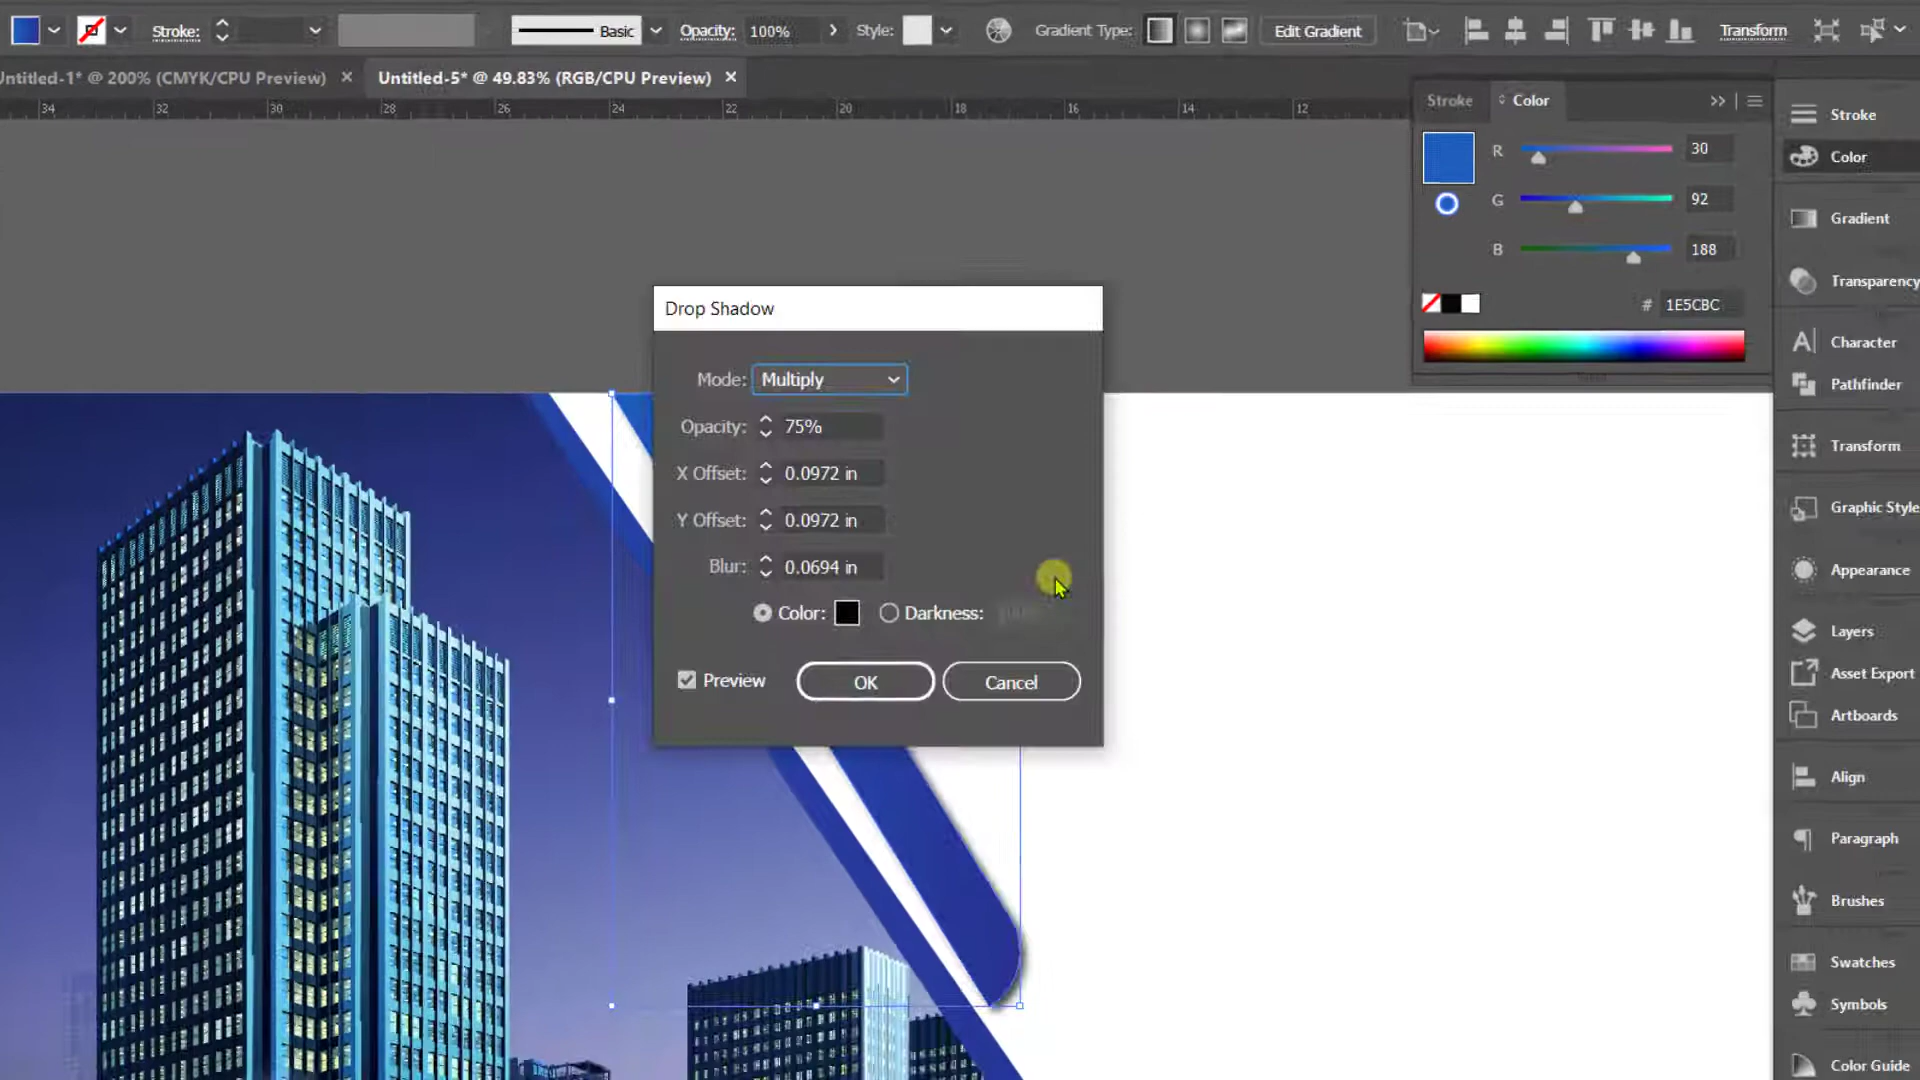 Stroke: Basic Opacity: 100% Style: Gradient Type: Edit Gradient Transform
Untitled-1* @ 200% (CMYK/CPU Preview) × Untitled-5* @ 49.83% (RGB/CPU Preview) ×
34 32 30 28 26 24 22 20 18 16 14 12
Stroke Color
R 30
G 92
B 188
# 1E5CBC
Drop Shadow
Mode: Multiply
Opacity: 75%
X Offset: 0.0972 in
Y Offset: 0.0972 in
Blur: 0.0694 in
Color: Darkness:
Preview OK Cancel
Stroke
Color
Gradient
Transparency
Character
Pathfinder
Transform
Graphic Style
Appearance
Layers
Asset Export
Artboards
Align
Paragraph
Brushes
Swatches
Symbols
Color Guide